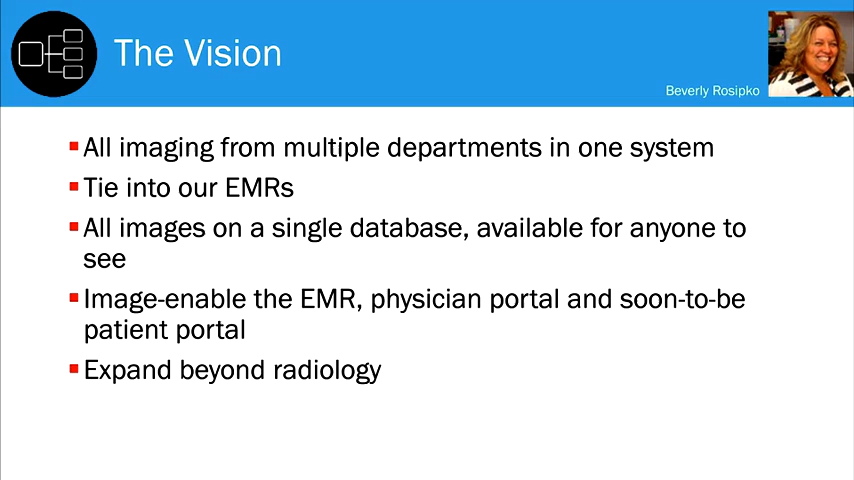 The Vision
Beverly Rosipko
All imaging from multiple departments in one system
Tie into our EMRs
All images on a single database, available for anyone to
see
Image-enable the EMR, physician portal and soon-to-be
patient portal
Expand beyond radiology